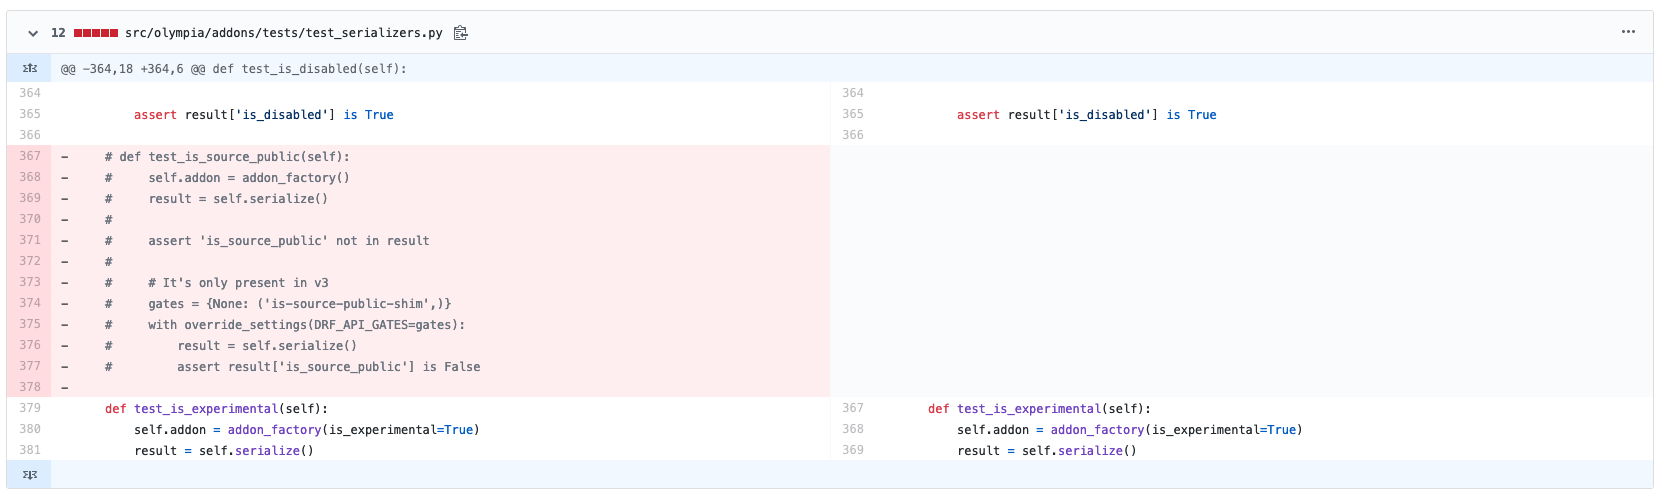 12 src/olympia/addons/tests/test_serializers.py
@@ -364,18 +364,6 @@ def test_is_disabled(self):
364
365 assert result['is_disabled'] is True
366
367 - # def test_is_source_public(self):
368 - #     self.addon = addon_factory()
369 - #     result = self.serialize()
370 - #
371 - #     assert 'is_source_public' not in result
372 - #
373 - #     # It's only present in v3
374 - #     gates = {None: ('is-source-public-shim',)}
375 - #     with override_settings(DRF_API_GATES=gates):
376 - #         result = self.serialize()
377 - #         assert result['is_source_public'] is False
378 -
379 def test_is_experimental(self):
380     self.addon = addon_factory(is_experimental=True)
381     result = self.serialize()
364
365 assert result['is_disabled'] is True
366
367 def test_is_experimental(self):
368     self.addon = addon_factory(is_experimental=True)
369     result = self.serialize()